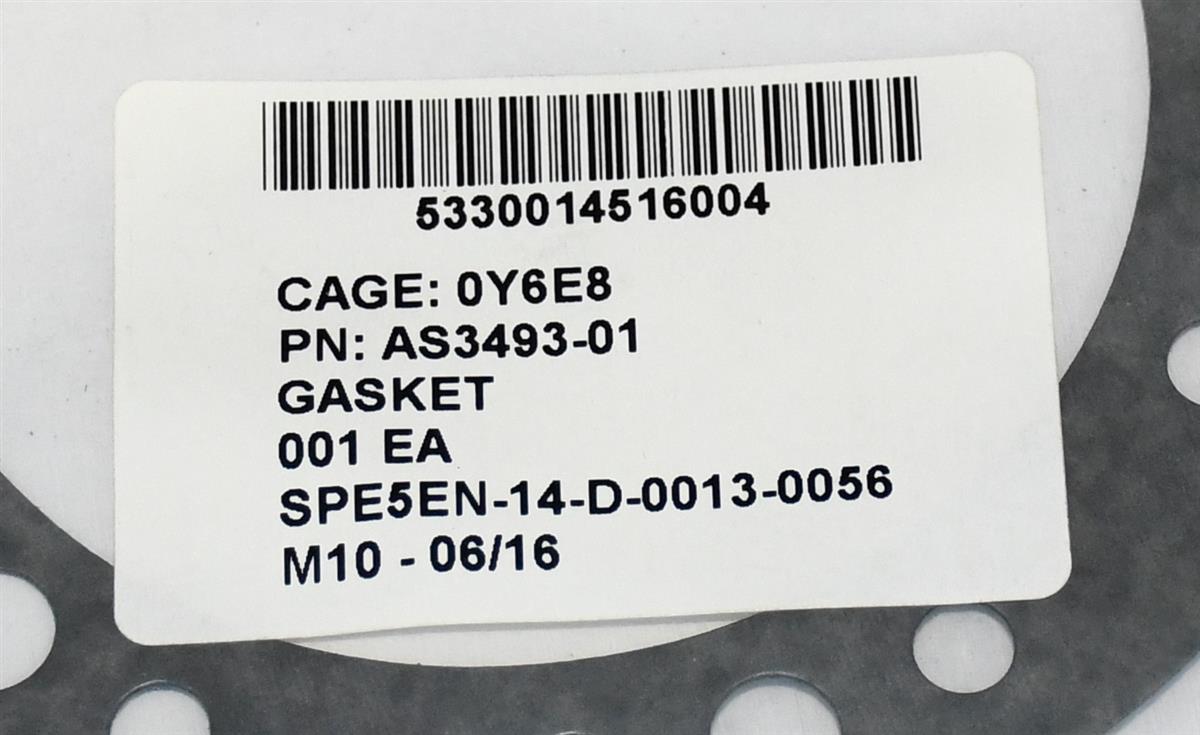 5330014516004
CAGE: 0Y6E8
PN: AS3493-01
GASKET
001 EA
SPE5EN-14-D-0013-0056
M10 - 06/16